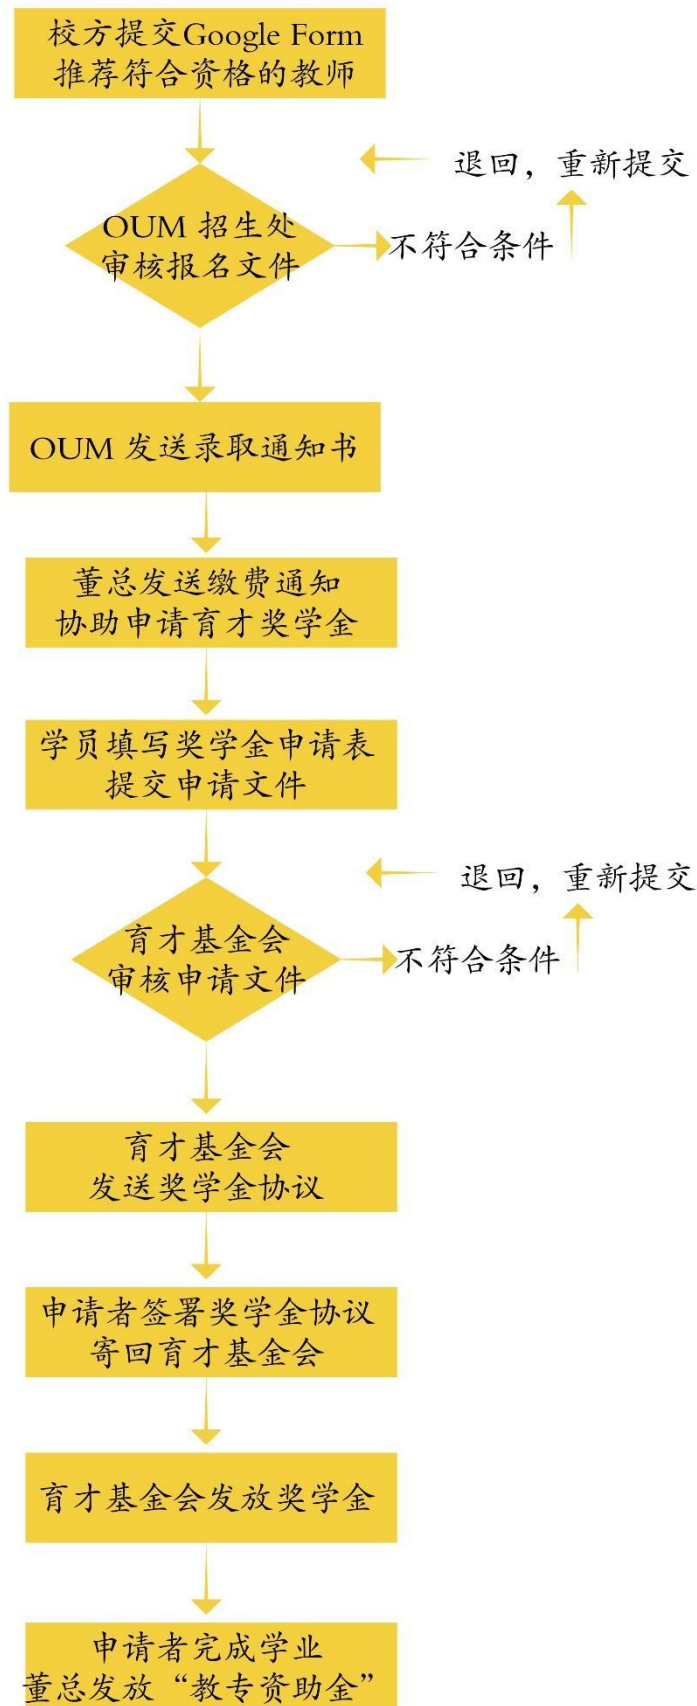 校方提交Google Form
推荐符合资格的教师
退回，重新提交
OUM 招生处
审核报名文件
不符合条件
OUM 发送录取通知书
董总发送缴费通知
协助申请育才奖学金
学员填写奖学金申请表
提交申请文件
退回，重新提交
育才基金会
审核申请文件
不符合条件
育才基金会
发送奖学金协议
申请者签署奖学金协议
寄回育才基金会
育才基金会发放奖学金
申请者完成学业
董总发放“教专资助金”